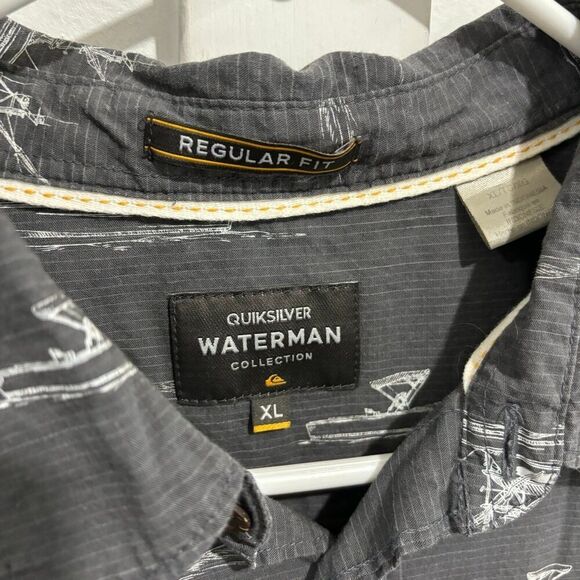 REGULAR FIT
QUIKSILVER
WATERMAN
COLLECTION
XL